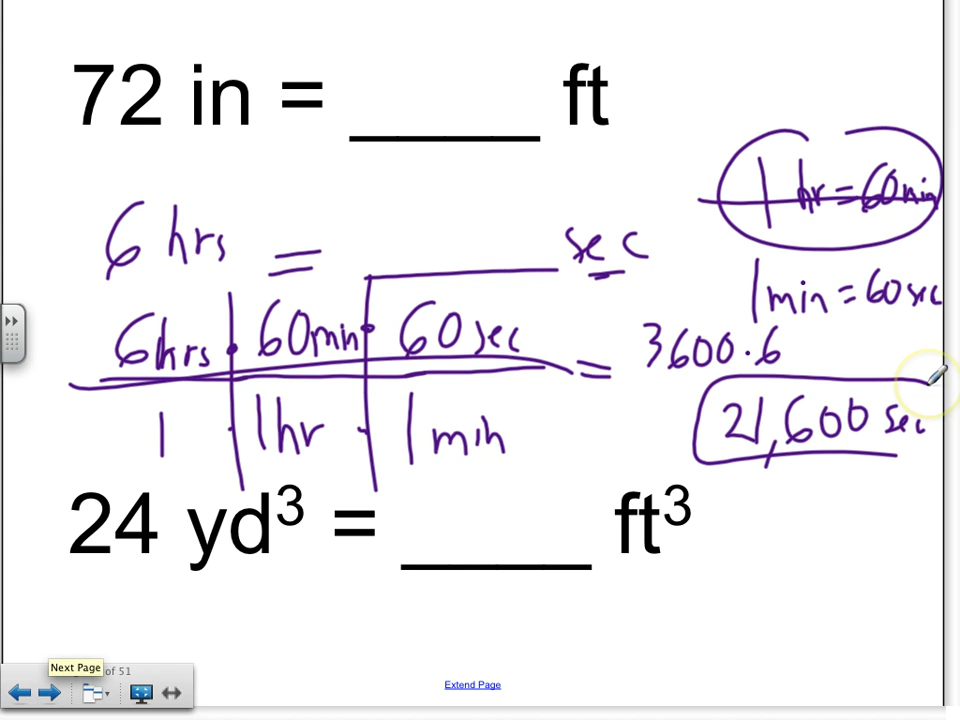 72 in = ____ ft
1 hr = 60 min
6 hrs = ____ sec
1 min = 60 sec
6 hrs · 60 min · 60 sec = 3600 · 6
1 · 1 hr · 1 min
21,600 sec
24 yd³ = ____ ft³
Next Page
of 51
Extend Page